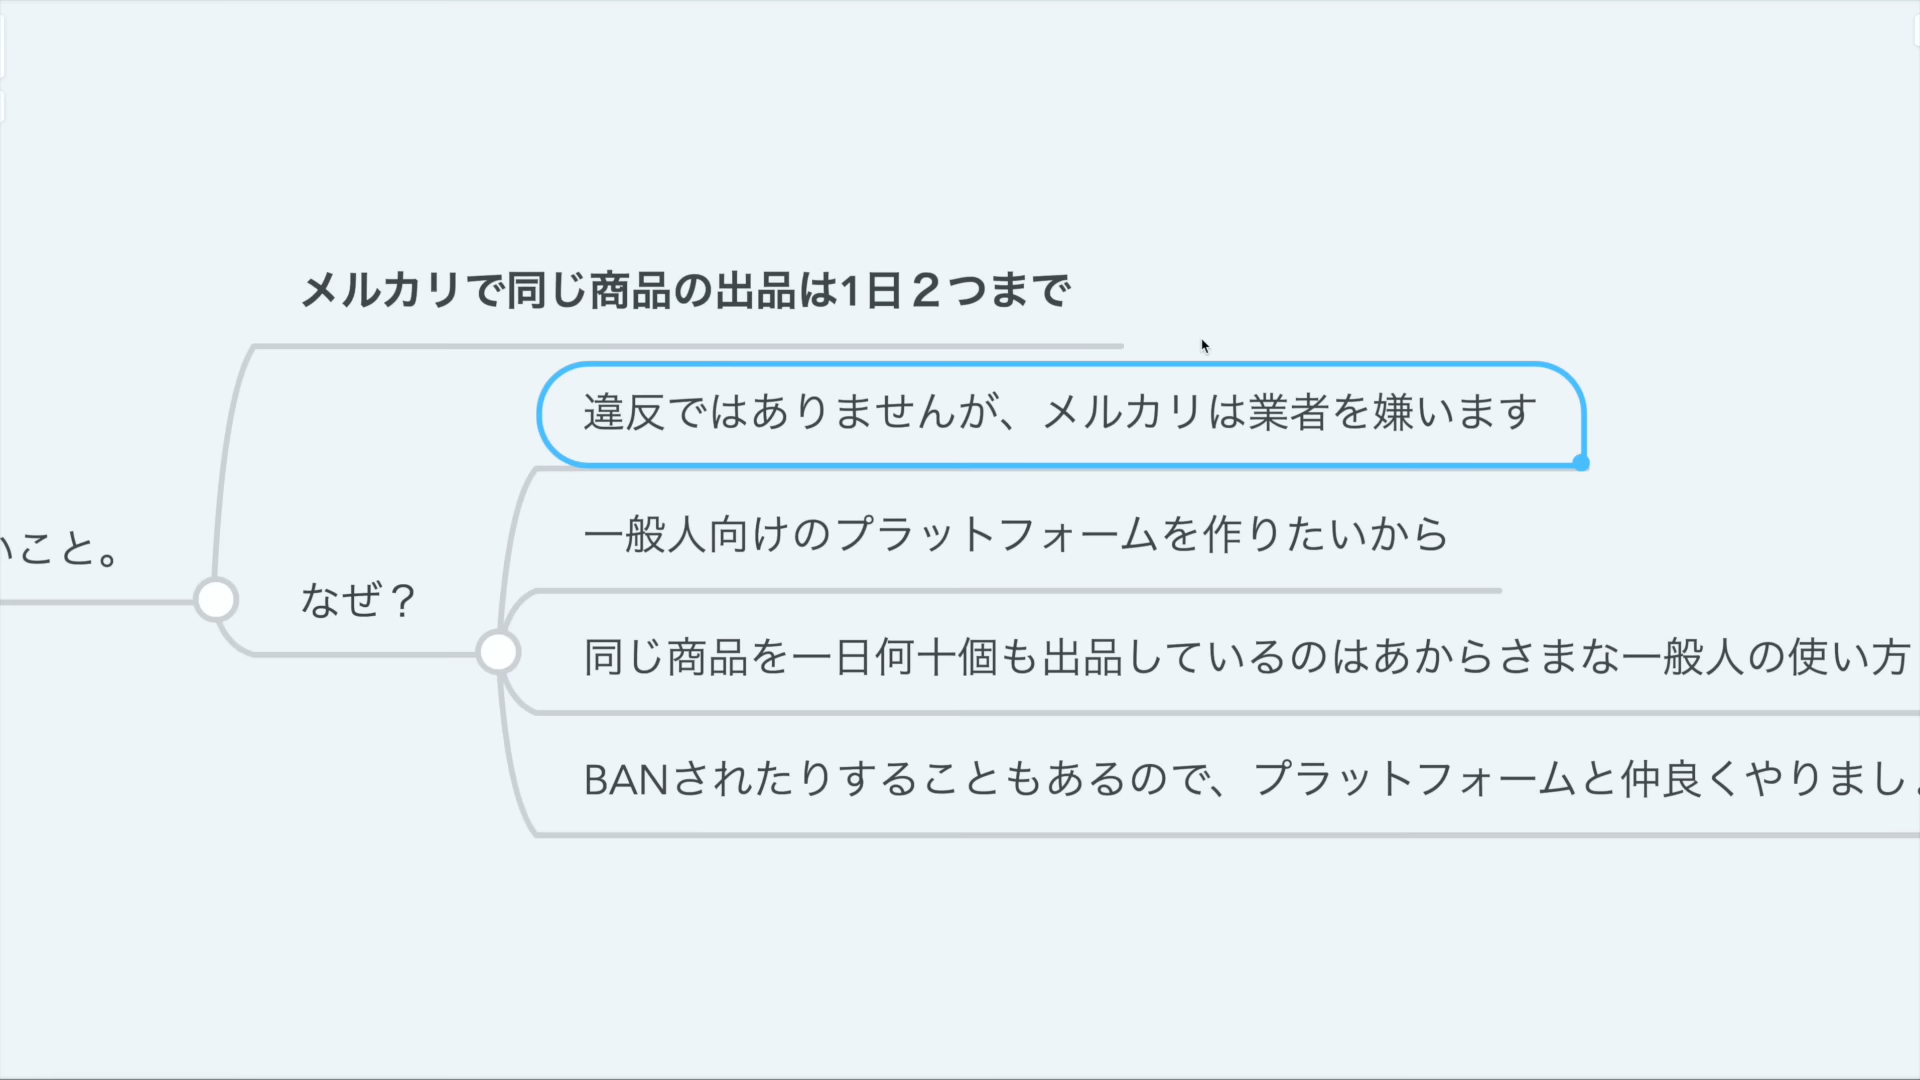 メルカリで同じ商品の出品は1日２つまで
違反ではありませんが、メルカリは業者を嫌います
一般人向けのプラットフォームを作りたいから
いこと。
なぜ？
同じ商品を一日何十個も出品しているのはあからさまな一般人の使い方
BANされたりすることもあるので、プラットフォームと仲良くやりまし